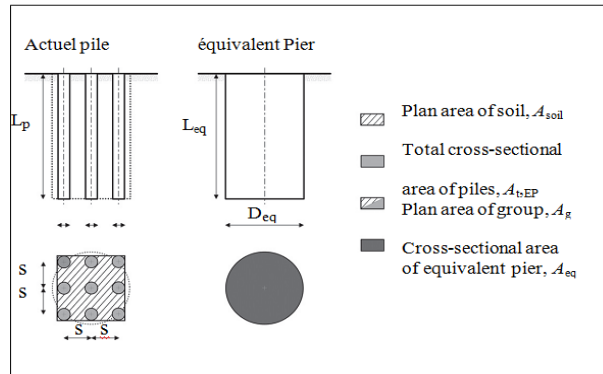 Actuel pile
équivalent Pier
Lp
Leq
Deq
S
S
S
S
Plan area of soil, Asoil
Total cross-sectional
area of piles, At,EP
Plan area of group, Ag
Cross-sectional area
of equivalent pier, Aeq